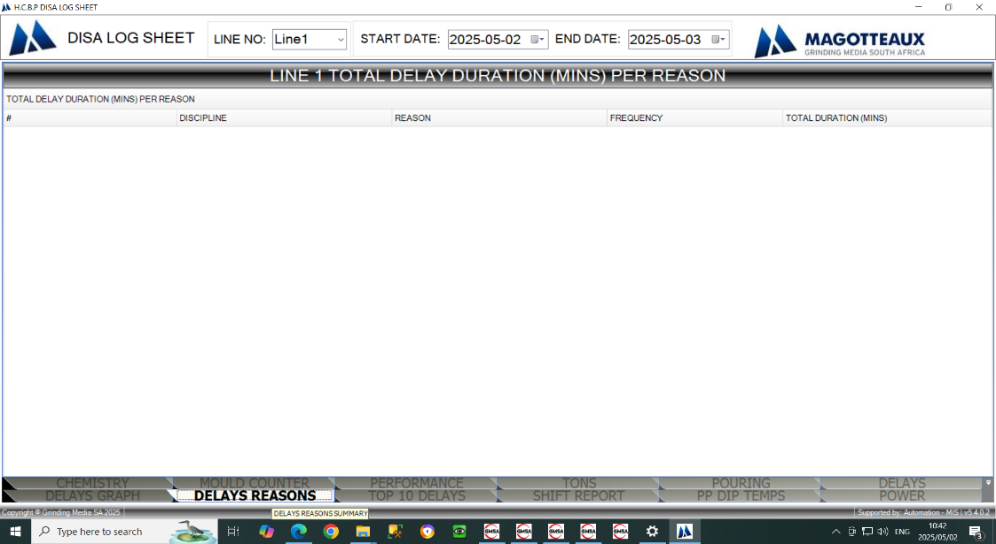 H.C.B.P DISA LOG SHEET
DISA LOG SHEET LINE NO: Line1 START DATE: 2025-05-02 END DATE: 2025-05-03 MAGOTTEAUX
GRINDING MEDIA SOUTH AFRICA
LINE 1 TOTAL DELAY DURATION (MINS) PER REASON
TOTAL DELAY DURATION (MINS) PER REASON
# DISCIPLINE REASON FREQUENCY TOTAL DURATION (MINS)
CHEMISTRY MOULD COUNTER PERFORMANCE TONS POURING DELAYS
DELAYS GRAPH DELAYS REASONS TOP 10 DELAYS SHIFT REPORT PP DIP TEMPS POWER
Copyright © Grinding Media SA 2025 DELAYS REASONS SUMMARY Supported by: Automation - MIS | v5.4.0.2
Type here to search ENG 10:42
2025/05/02 3